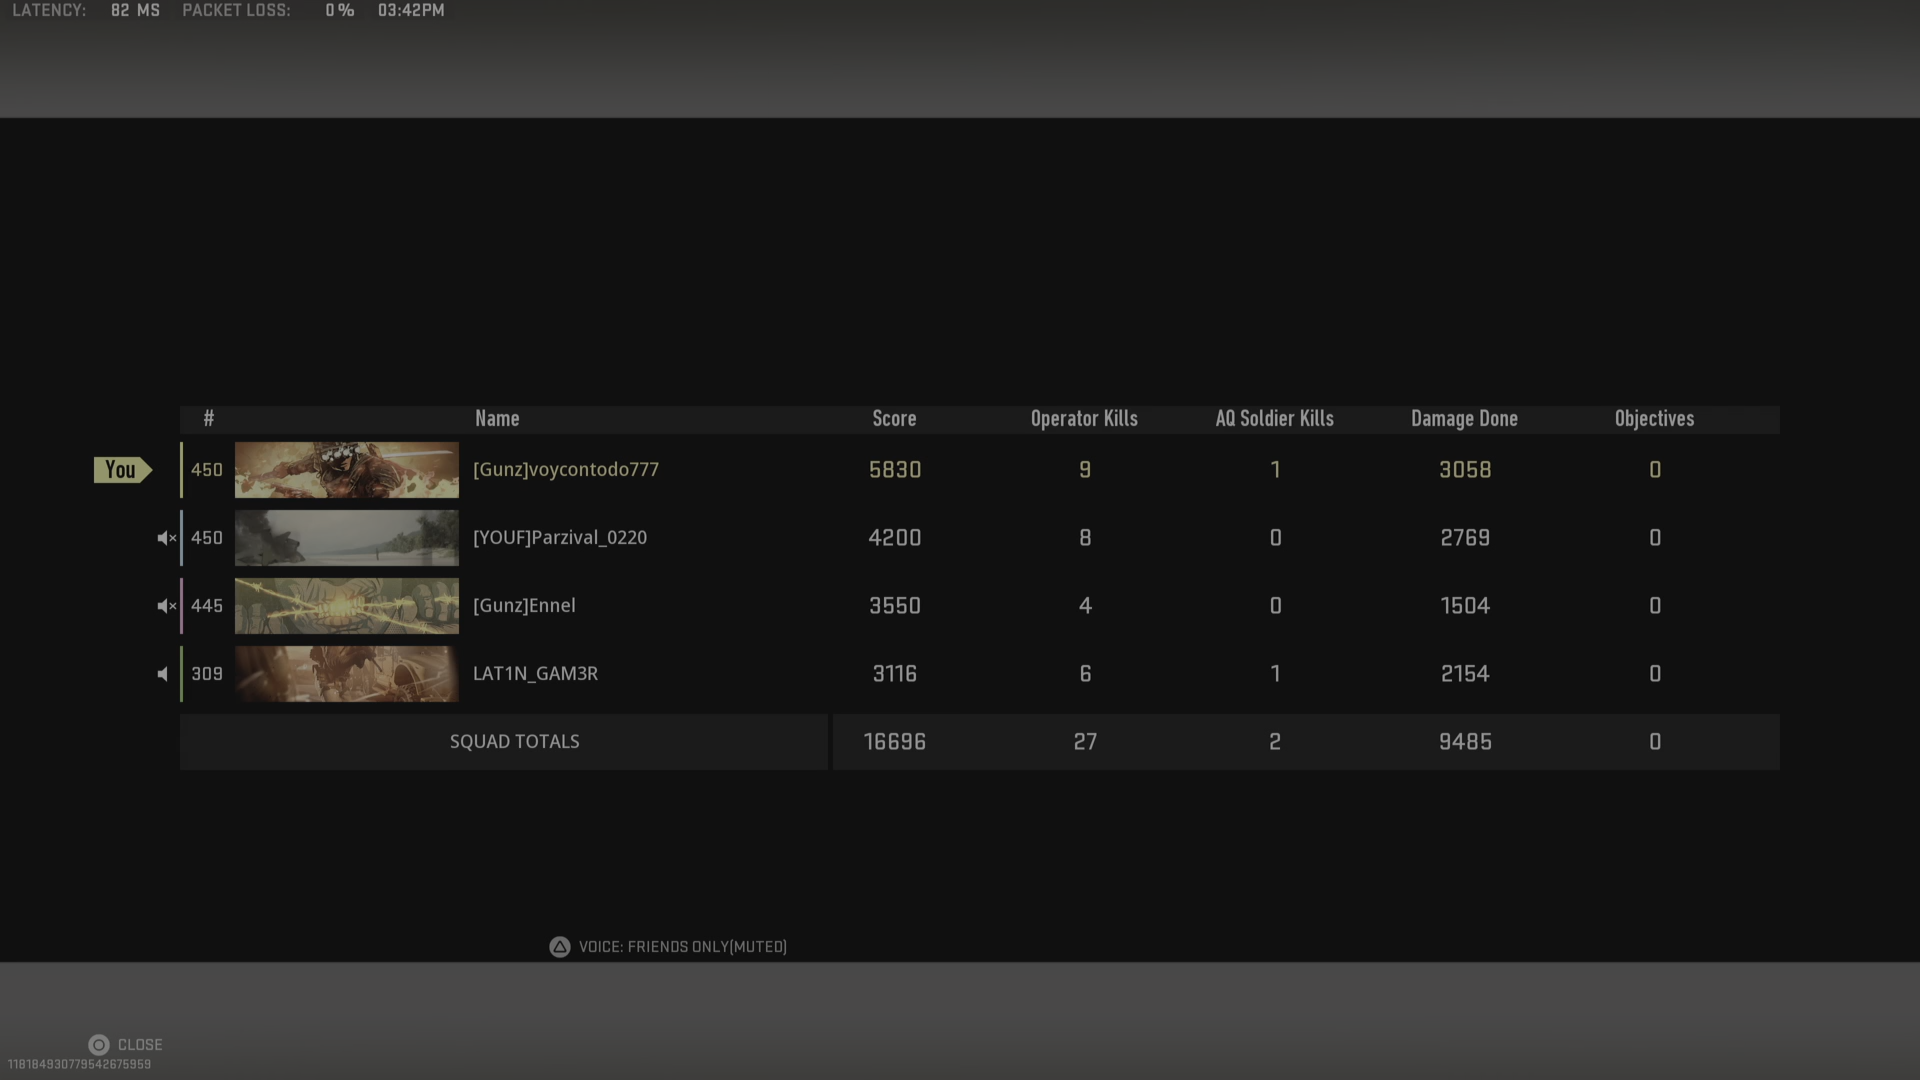 LATENCY: 82 MS PACKET LOSS: 0% 03:42PM
# Name Score Operator Kills AQ Soldier Kills Damage Done Objectives
You 450 [Gunz]voycontodo777 5830 9 1 3058 0
450 [YOUF]Parzival_0220 4200 8 0 2769 0
445 [Gunz]Ennel 3550 4 0 1504 0
309 LAT1N_GAM3R 3116 6 1 2154 0
SQUAD TOTALS 16696 27 2 9485 0
VOICE: FRIENDS ONLY(MUTED)
CLOSE
118184930779542675959